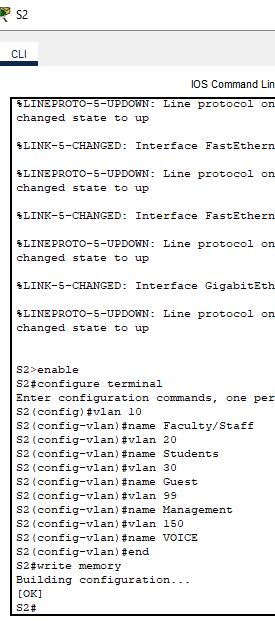 S2
CLI
IOS Command Lin
%LINEPROTO-5-UPDOWN: Line protocol on
changed state to up
%LINK-5-CHANGED: Interface FastEthern
%LINEPROTO-5-UPDOWN: Line protocol on
changed state to up
%LINK-5-CHANGED: Interface FastEthern
%LINEPROTO-5-UPDOWN: Line protocol on
changed state to up
%LINK-5-CHANGED: Interface GigabitEth
%LINEPROTO-5-UPDOWN: Line protocol on
changed state to up
S2>enable
S2#configure terminal
Enter configuration commands, one per
S2(config)#vlan 10
S2(config-vlan)#name Faculty/Staff
S2(config-vlan)#vlan 20
S2(config-vlan)#name Students
S2(config-vlan)#vlan 30
S2(config-vlan)#name Guest
S2(config-vlan)#vlan 99
S2(config-vlan)#name Management
S2(config-vlan)#vlan 150
S2(config-vlan)#name VOICE
S2(config-vlan)#end
S2#write memory
Building configuration...
[OK]
S2#